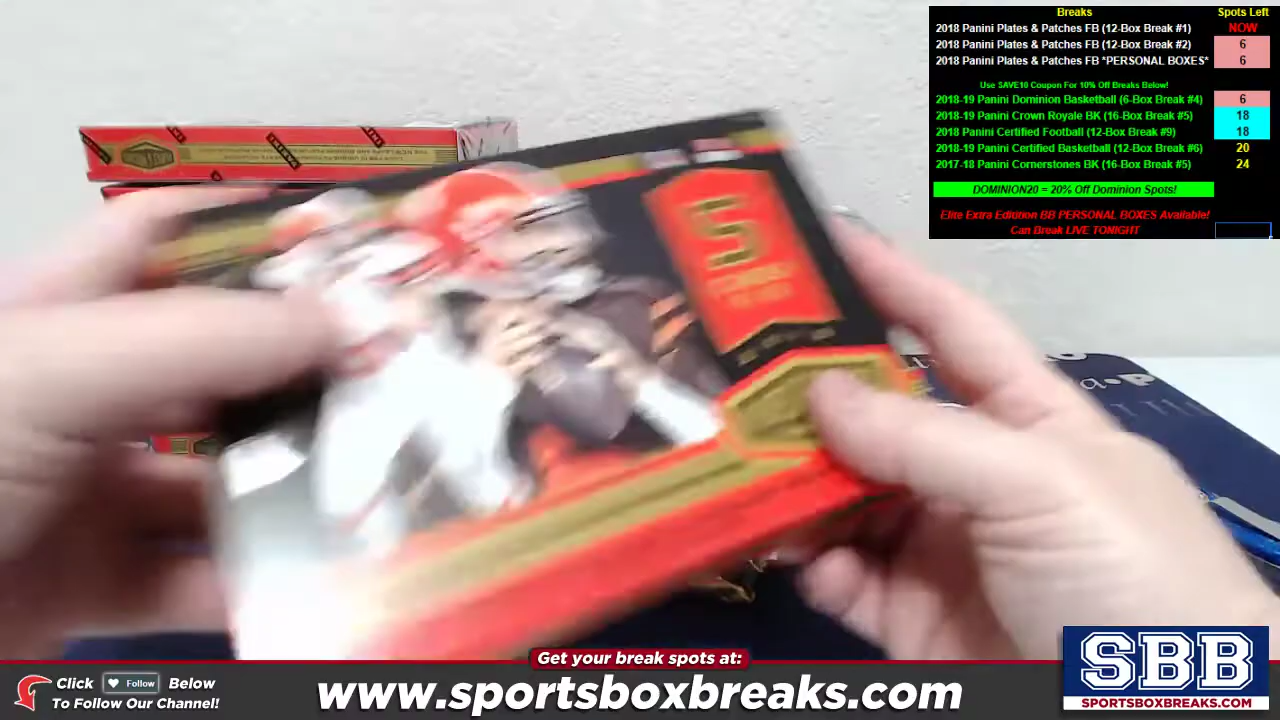 Breaks Spots Left
2018 Panini Plates & Patches FB (12-Box Break #1) NOW
2018 Panini Plates & Patches FB (12-Box Break #2) 6
2018 Panini Plates & Patches FB *PERSONAL BOXES* 6
Use SAVE10 Coupon For 10% Off Breaks Below!
2018-19 Panini Dominion Basketball (6-Box Break #4) 6
2018-19 Panini Crown Royale BK (16-Box Break #5) 18
2018 Panini Certified Football (12-Box Break #9) 18
2018-19 Panini Certified Basketball (12-Box Break #6) 20
2017-18 Panini Cornerstones BK (16-Box Break #5) 24
DOMINION20 = 20% Off Dominion Spots!
Elite Extra Edition BB PERSONAL BOXES Available!
Can Break LIVE TONIGHT
5
Get your break spots at:
Click Follow Below
To Follow Our Channel!
www.sportsboxbreaks.com
SBB
SPORTSBOXBREAKS.COM